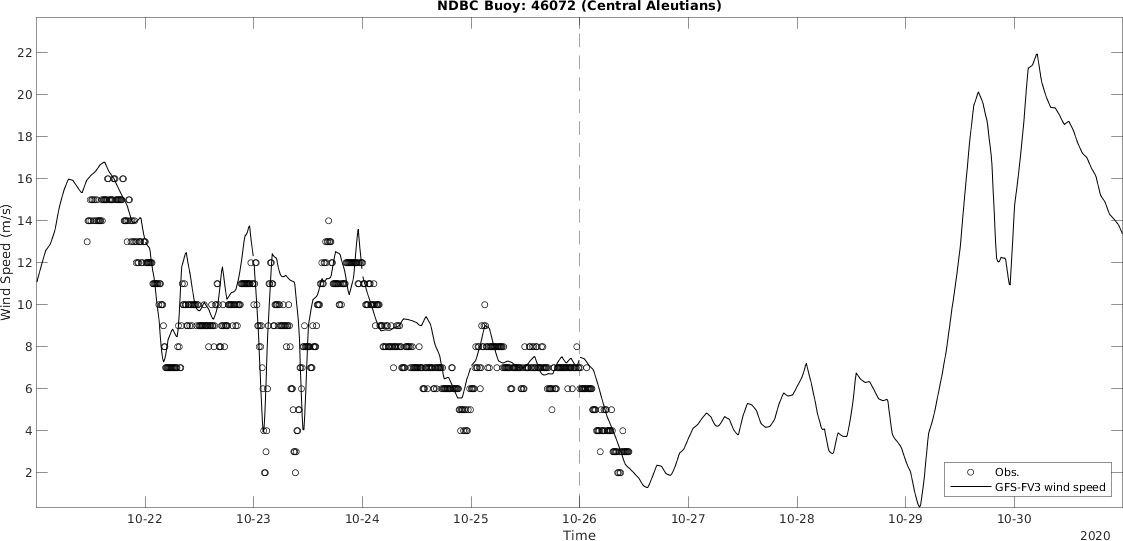 NDBC Buoy: 46072 (Central Aleutians)
Wind Speed (m/s)
22
20
18
16
14
12
10
8
6
4
2
Obs.
GFS-FV3 wind speed
10-22 10-23 10-24 10-25 10-26 10-27 10-28 10-29 10-30
Time
2020